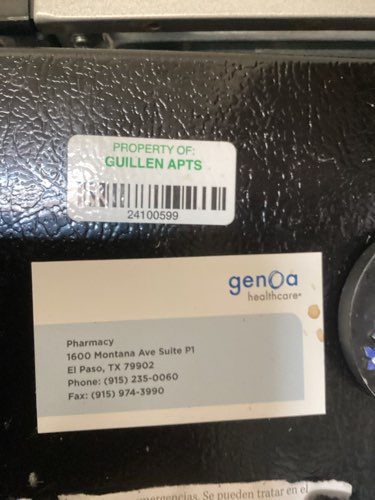 PROPERTY OF:
GUILLEN APTS
24100599
genoa
healthcare®
Pharmacy
1600 Montana Ave Suite P1
El Paso, TX 79902
Phone: (915) 235-0060
Fax: (915) 974-3990
emergencias. Se pueden tratar en el